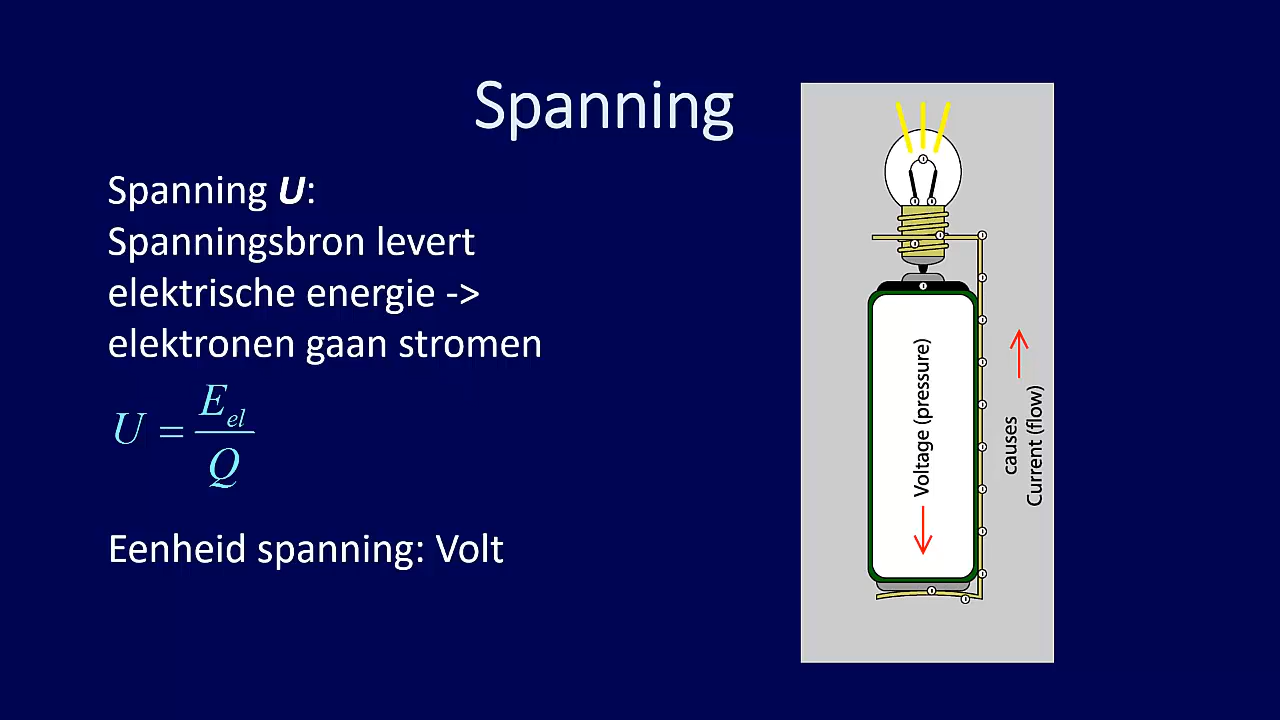 Spanning
Spanning U:
Spanningsbron levert
elektrische energie ->
elektronen gaan stromen
U = E_el / Q
Eenheid spanning: Volt
Voltage (pressure)
causes
Current (flow)